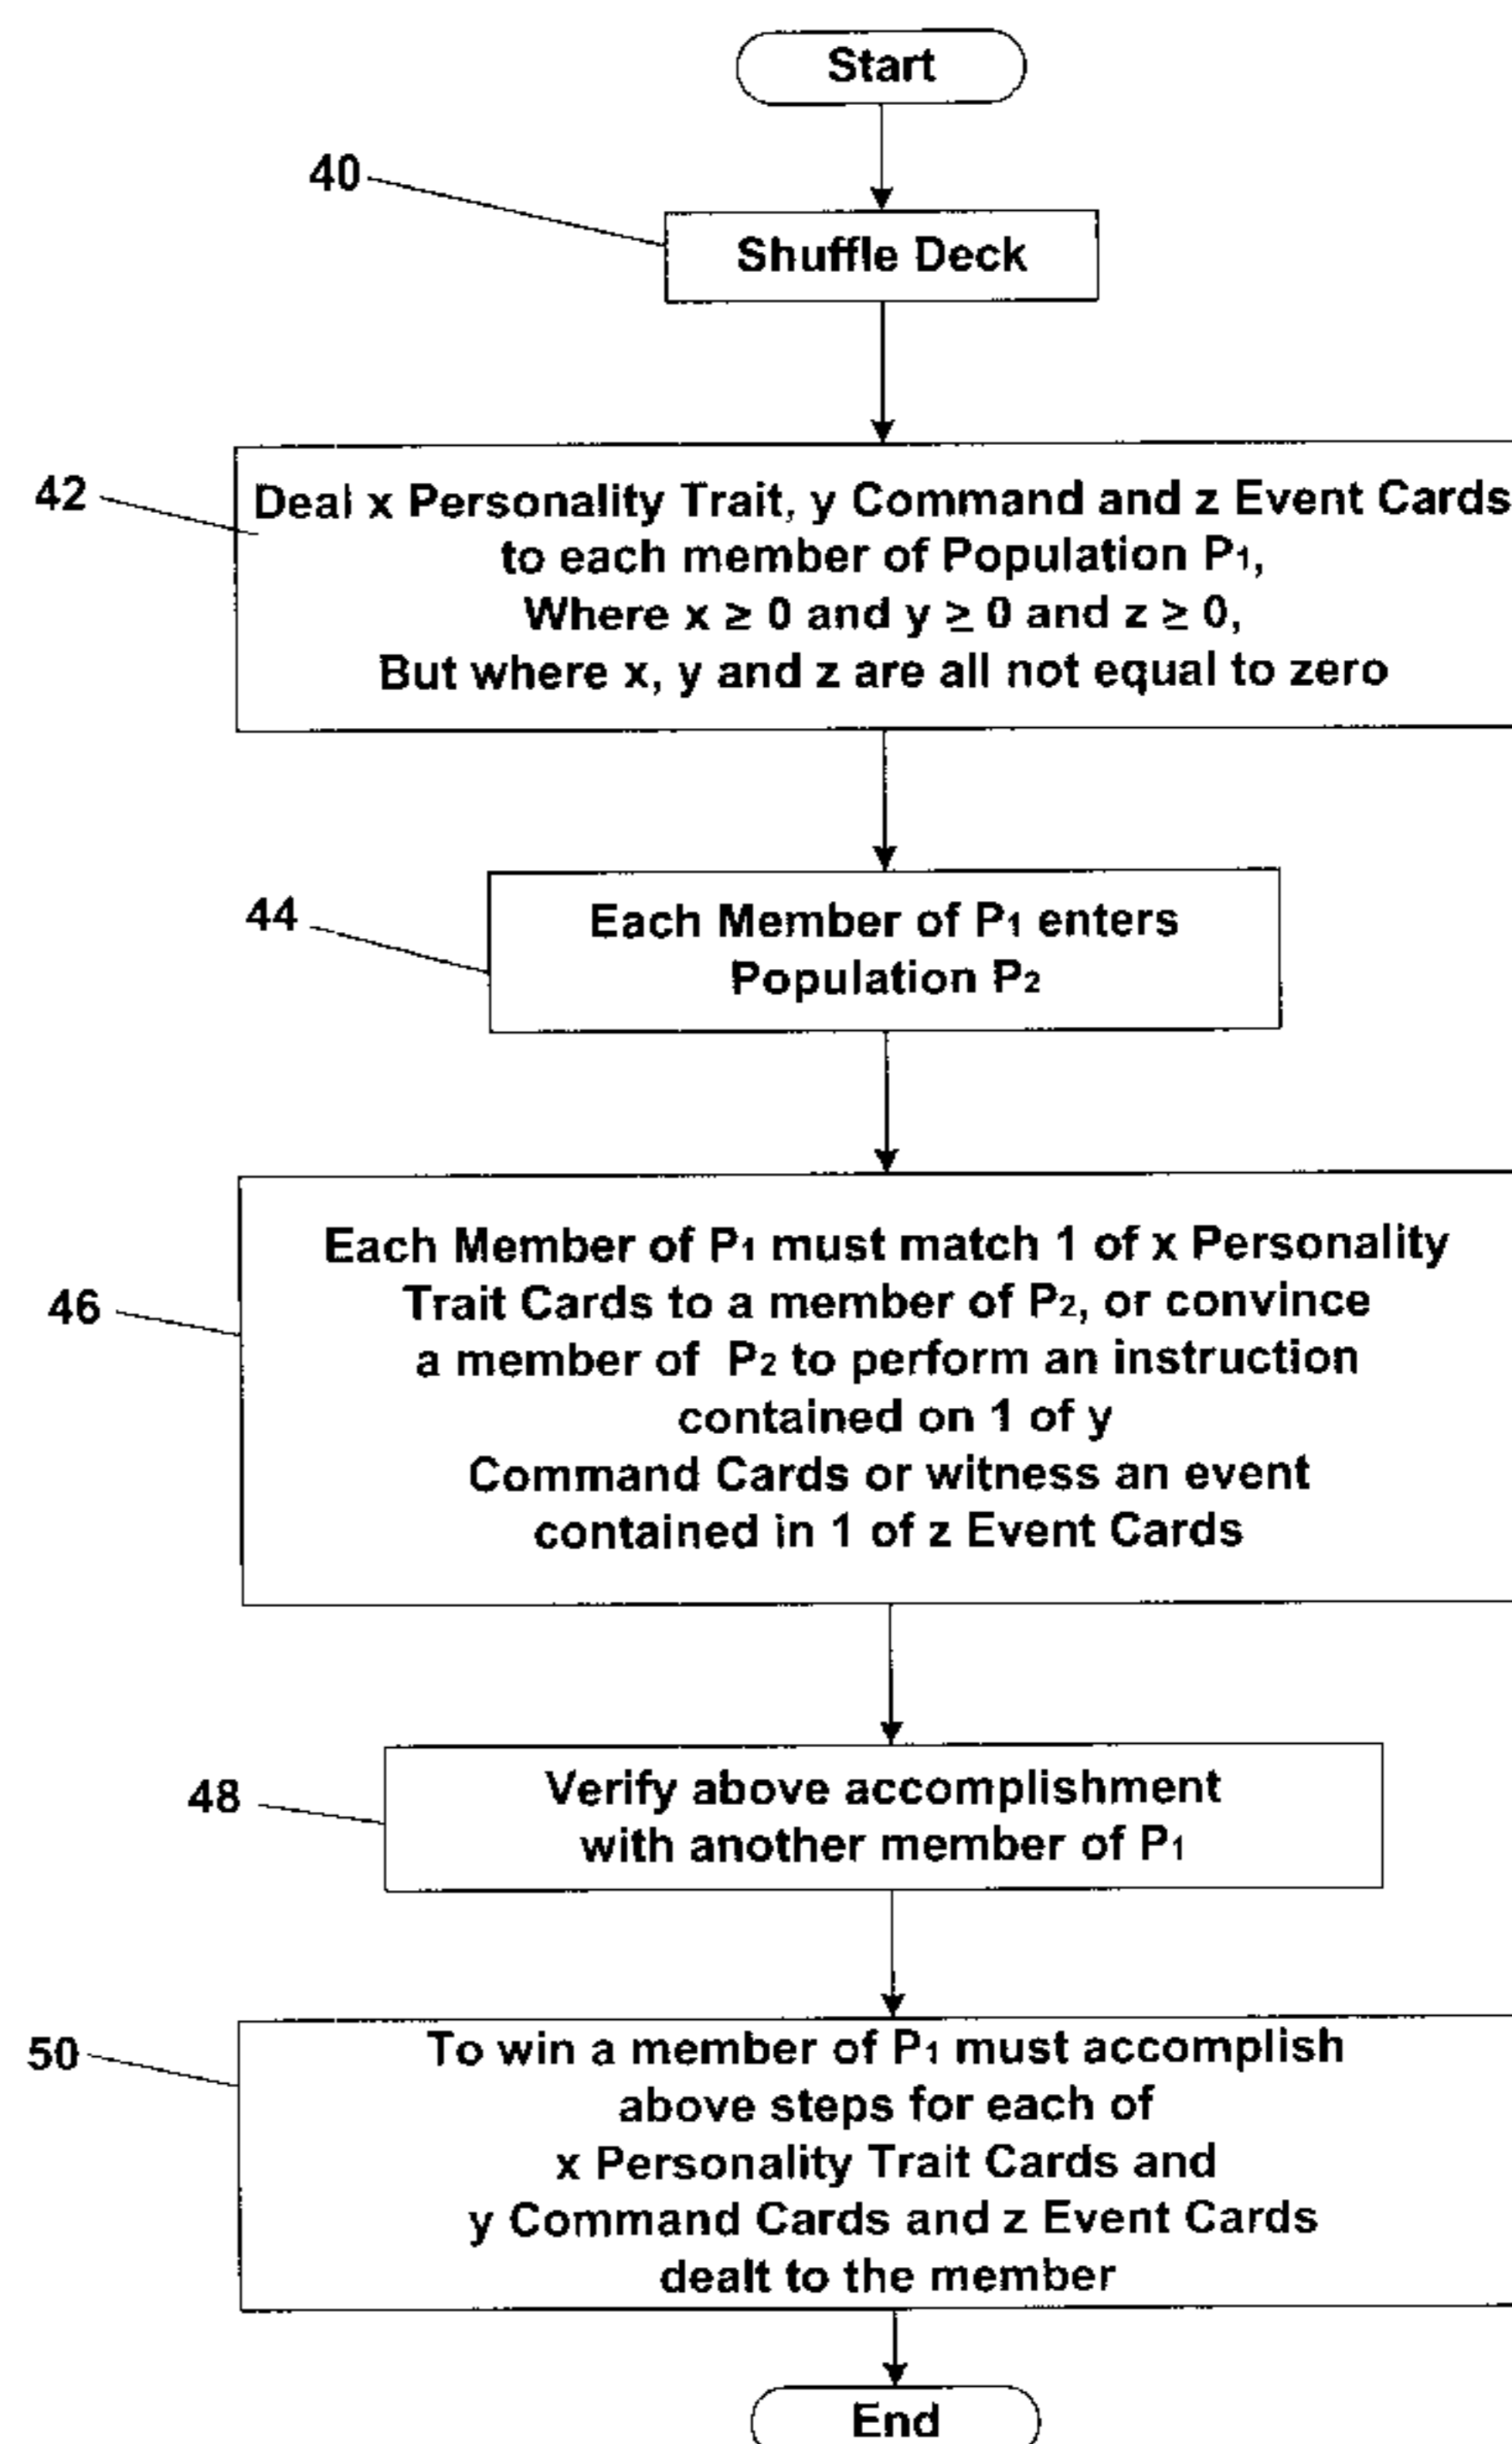 Start
40
Shuffle Deck
42
Deal x Personality Trait, y Command and z Event Cards
to each member of Population P1,
Where x ≥ 0 and y ≥ 0 and z ≥ 0,
But where x, y and z are all not equal to zero
44
Each Member of P1 enters
Population P2
46
Each Member of P1 must match 1 of x Personality
Trait Cards to a member of P2, or convince
a member of P2 to perform an instruction
contained on 1 of y
Command Cards or witness an event
contained in 1 of z Event Cards
48
Verify above accomplishment
with another member of P1
50
To win a member of P1 must accomplish
above steps for each of
x Personality Trait Cards and
y Command Cards and z Event Cards
dealt to the member
End